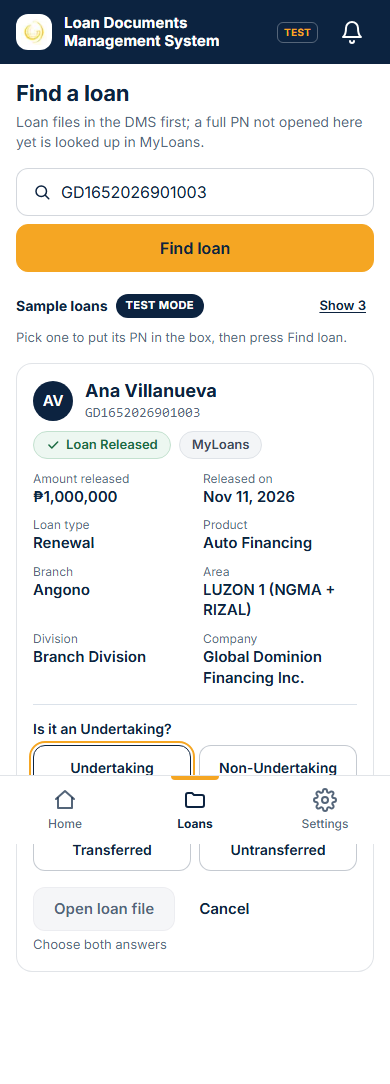 Loan Documents
Management System
TEST
Find a loan
Loan files in the DMS first; a full PN not opened here
yet is looked up in MyLoans.
GD1652026901003
Find loan
Sample loans
TEST MODE
Show 3
Pick one to put its PN in the box, then press Find loan.
AV
Ana Villanueva
GD1652026901003
Loan Released
MyLoans
Amount released
₱1,000,000
Released on
Nov 11, 2026
Loan type
Renewal
Product
Auto Financing
Branch
Angono
Area
LUZON 1 (NGMA +
RIZAL)
Division
Branch Division
Company
Global Dominion
Financing Inc.
Is it an Undertaking?
Undertaking
Non-Undertaking
Home
Loans
Settings
Transferred
Untransferred
Open loan file
Cancel
Choose both answers